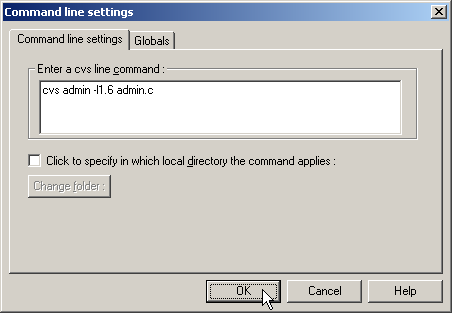 Command line settings
Command line settings Globals
Enter a cvs line command :
cvs admin -l1.6 admin.c
Click to specify in which local directory the command applies :
Change folder :
OK Cancel Help